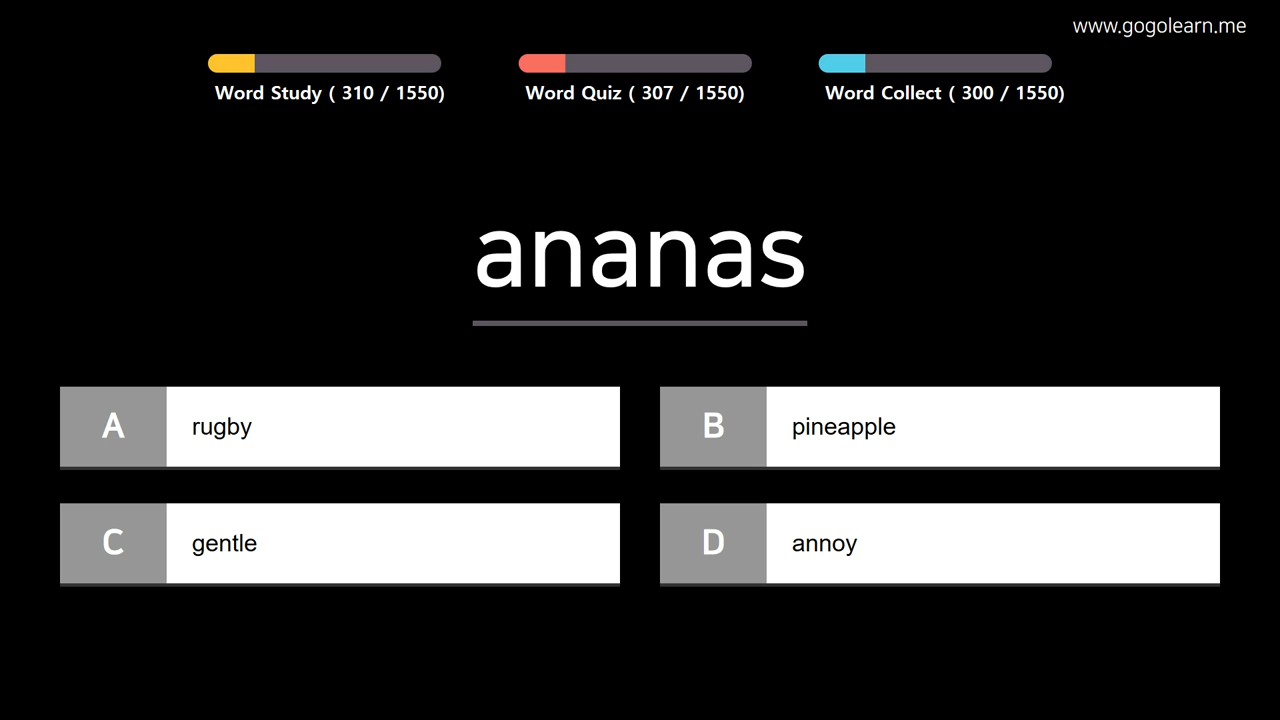 www.gogolearn.me
Word Study ( 310 / 1550)
Word Quiz ( 307 / 1550)
Word Collect ( 300 / 1550)
ananas
A rugby
B pineapple
C gentle
D annoy